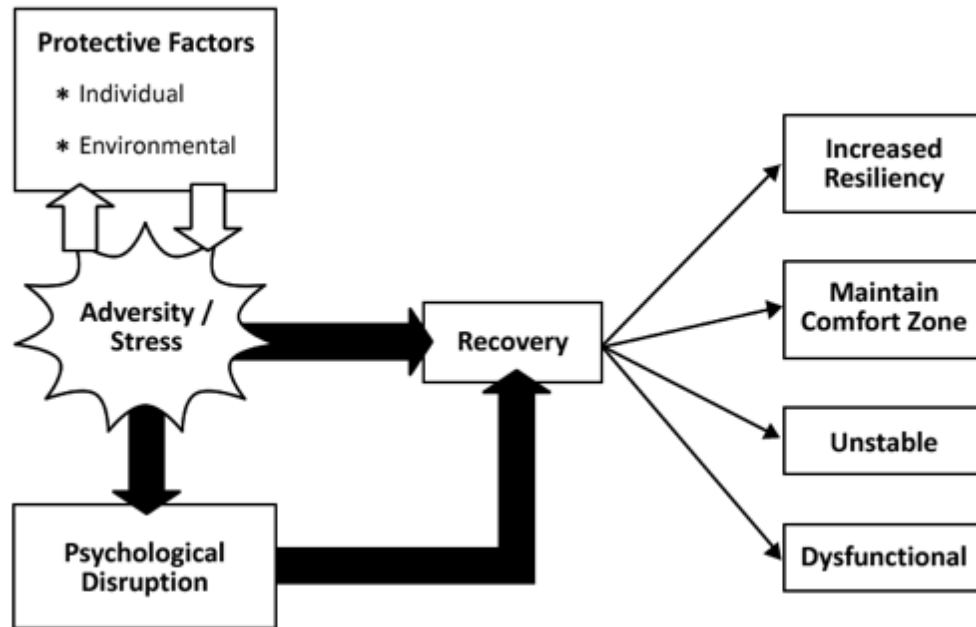 Protective Factors
* Individual
* Environmental
Adversity /
Stress
Psychological
Disruption
Recovery
Increased
Resiliency
Maintain
Comfort Zone
Unstable
Dysfunctional